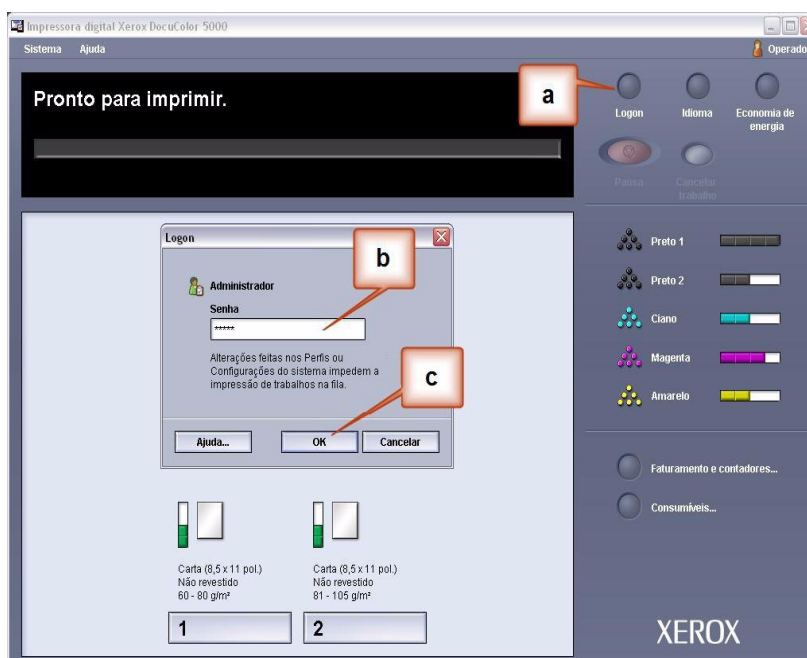 Impressora digital Xerox DocuColor 5000
Sistema Ajuda
Operado
Pronto para imprimir.
a
Logon
Idioma
Economia de
energia
Pausa
Cancelar
trabalho
Logon
b
Administrador
Senha
*****
Alterações feitas nos Perfis ou
Configurações do sistema impedem a
impressão de trabalhos na fila.
c
Ajuda...
OK
Cancelar
Preto 1
Preto 2
Ciano
Magenta
Amarelo
Faturamento e contadores...
Consumíveis...
Carta (8,5 x 11 pol.)
Não revestido
60 - 80 g/m²
1
Carta (8,5 x 11 pol.)
Não revestido
81 - 105 g/m²
2
XEROX